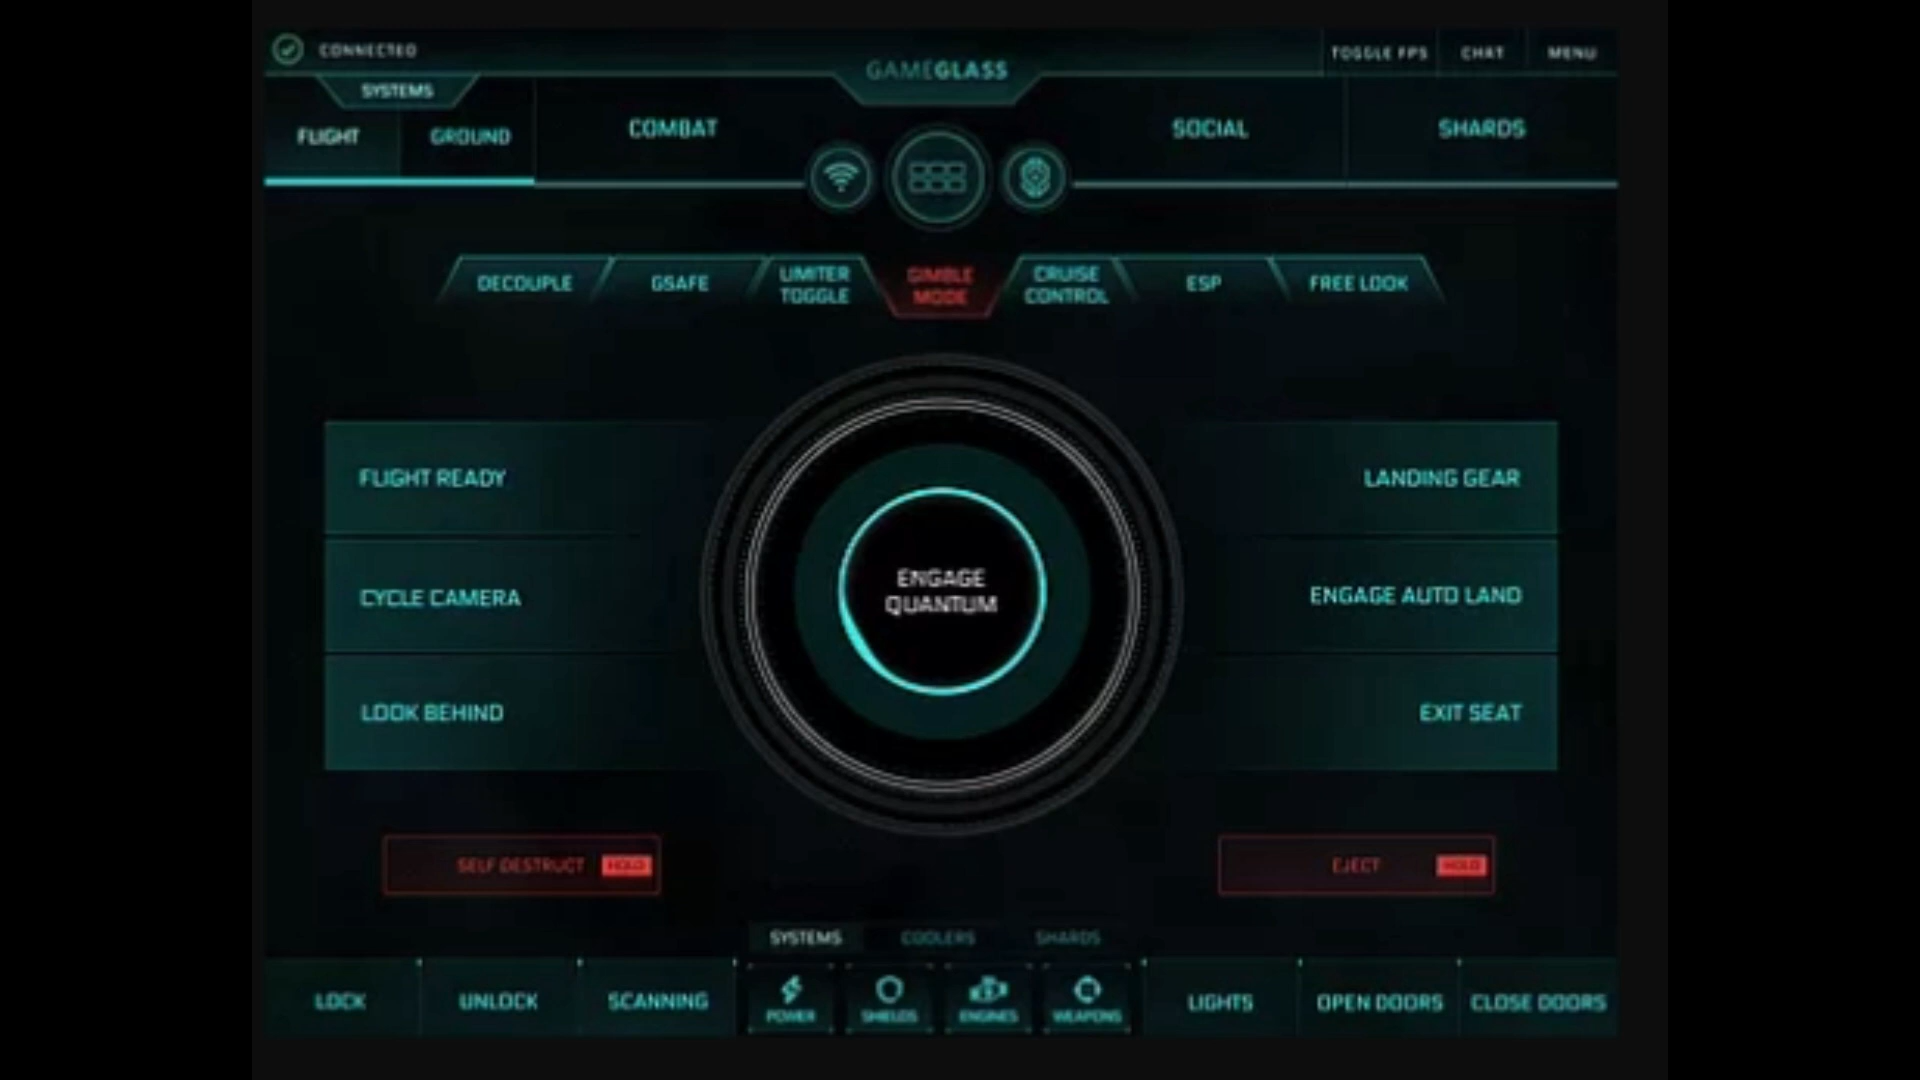 CONNECTED
TOGGLE FPS
CHAT
MENU
GAMEGLASS
SYSTEMS
FLIGHT
GROUND
COMBAT
SOCIAL
SHARDS
DECOUPLE
GSAFE
LIMITER
TOGGLE
GIMBLE
MODE
CRUISE
CONTROL
ESP
FREE LOOK
FLIGHT READY
CYCLE CAMERA
LOOK BEHIND
ENGAGE
QUANTUM
LANDING GEAR
ENGAGE AUTO LAND
EXIT SEAT
SELF DESTRUCT HOLD
EJECT HOLD
SYSTEMS
COOLERS
SHARDS
LOCK
UNLOCK
SCANNING
POWER
SHIELDS
ENGINES
WEAPONS
LIGHTS
OPEN DOORS
CLOSE DOORS